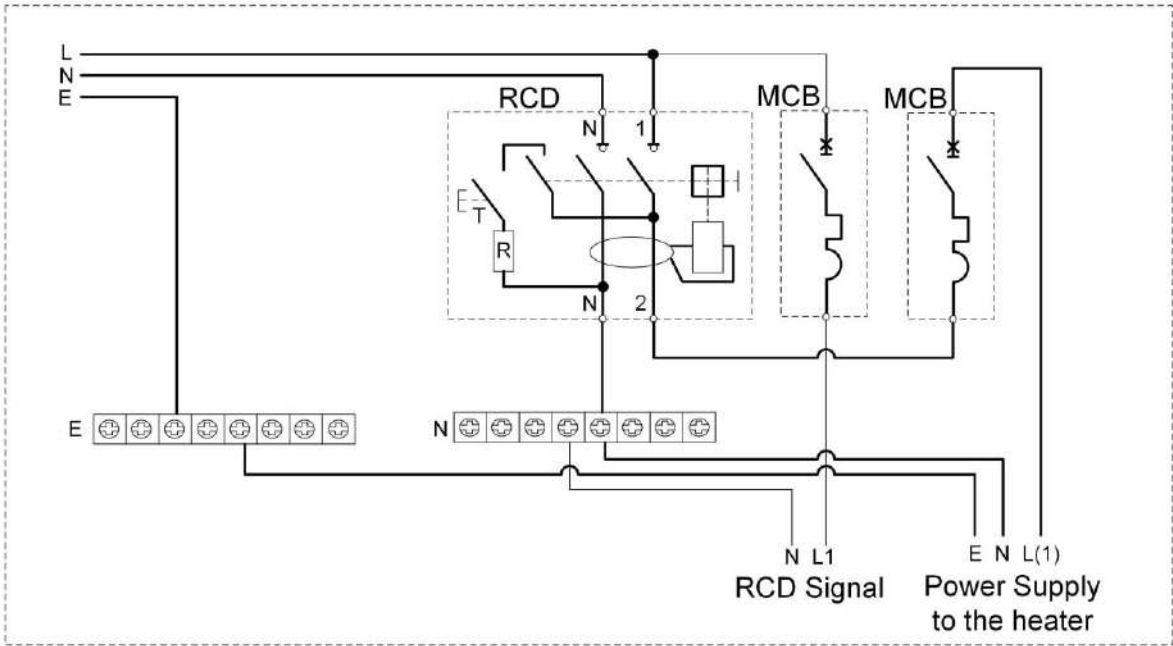 L
N
E
RCD
MCB
MCB
N
1
E
T
R
N
2
E
N
N
L1
E
N
L(1)
RCD Signal
Power Supply
to the heater